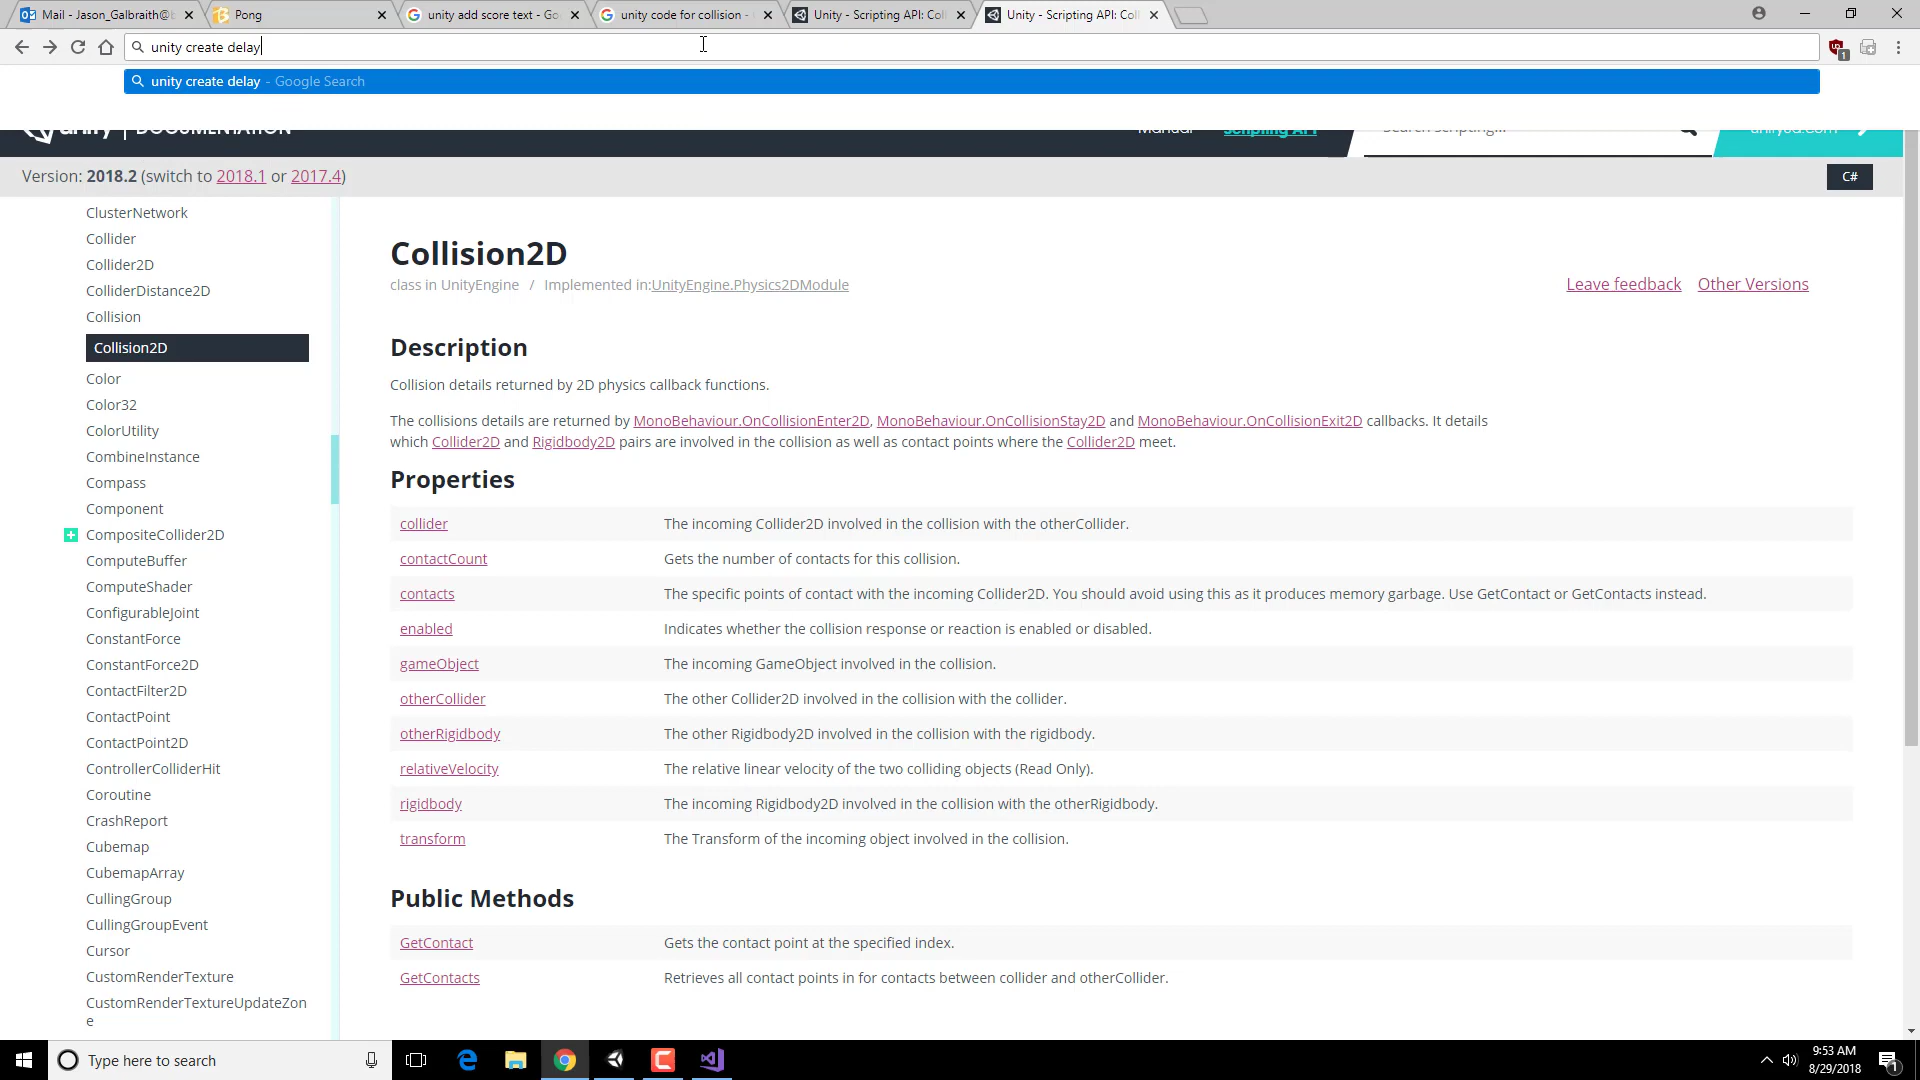 Mail - Jason_Galbraith@
Pong
unity add score text - Go
unity code for collision -
Unity - Scripting API: Coll
Unity - Scripting API: Coll
unity create delay
unity create delay - Google Search
unity | DOCUMENTATION
Manual
Scripting API
Search scripting...
unity3d.com
Version: 2018.2 (switch to 2018.1 or 2017.4)
C#
ClusterNetwork
Collider
Collider2D
ColliderDistance2D
Collision
Collision2D
Color
Color32
ColorUtility
CombineInstance
Compass
Component
CompositeCollider2D
ComputeBuffer
ComputeShader
ConfigurableJoint
ConstantForce
ConstantForce2D
ContactFilter2D
ContactPoint
ContactPoint2D
ControllerColliderHit
Coroutine
CrashReport
Cubemap
CubemapArray
CullingGroup
CullingGroupEvent
Cursor
CustomRenderTexture
CustomRenderTextureUpdateZon
e
Collision2D
class in UnityEngine / Implemented in:UnityEngine.Physics2DModule
Leave feedback
Other Versions
Description
Collision details returned by 2D physics callback functions.
The collisions details are returned by MonoBehaviour.OnCollisionEnter2D, MonoBehaviour.OnCollisionStay2D and MonoBehaviour.OnCollisionExit2D callbacks. It details
which Collider2D and Rigidbody2D pairs are involved in the collision as well as contact points where the Collider2D meet.
Properties
collider The incoming Collider2D involved in the collision with the otherCollider.
contactCount Gets the number of contacts for this collision.
contacts The specific points of contact with the incoming Collider2D. You should avoid using this as it produces memory garbage. Use GetContact or GetContacts instead.
enabled Indicates whether the collision response or reaction is enabled or disabled.
gameObject The incoming GameObject involved in the collision.
otherCollider The other Collider2D involved in the collision with the collider.
otherRigidbody The other Rigidbody2D involved in the collision with the rigidbody.
relativeVelocity The relative linear velocity of the two colliding objects (Read Only).
rigidbody The incoming Rigidbody2D involved in the collision with the otherRigidbody.
transform The Transform of the incoming object involved in the collision.
Public Methods
GetContact Gets the contact point at the specified index.
GetContacts Retrieves all contact points in for contacts between collider and otherCollider.
Type here to search
9:53 AM
8/29/2018
1